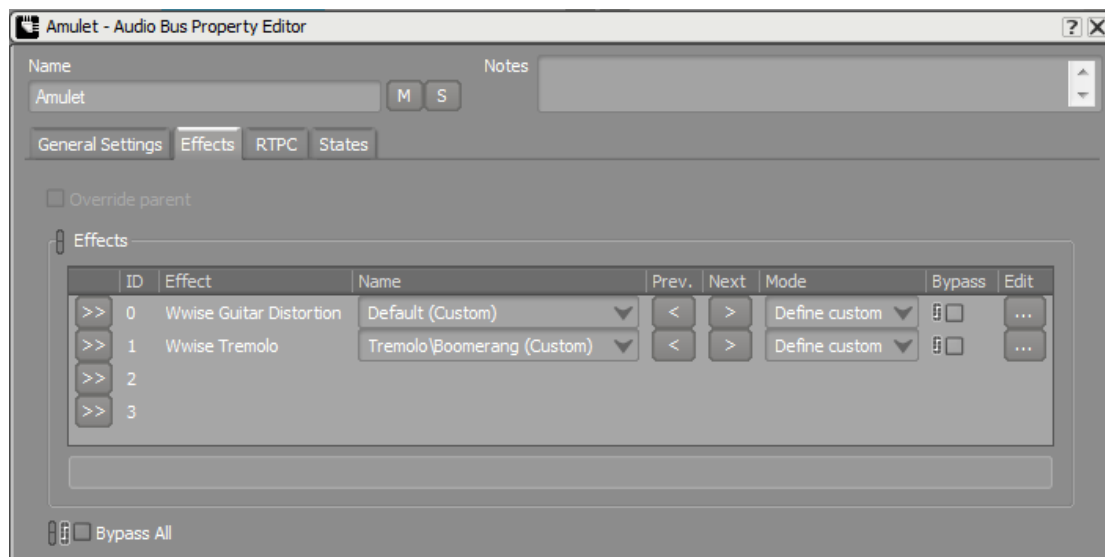 Amulet - Audio Bus Property Editor
? X
Name
Notes
Amulet
M S
General Settings Effects RTPC States
Override parent
Effects
ID Effect Name Prev. Next Mode Bypass Edit
>> 0 Wwise Guitar Distortion Default (Custom) < > Define custom ...
>> 1 Wwise Tremolo Tremolo\Boomerang (Custom) < > Define custom ...
>> 2
>> 3
Bypass All